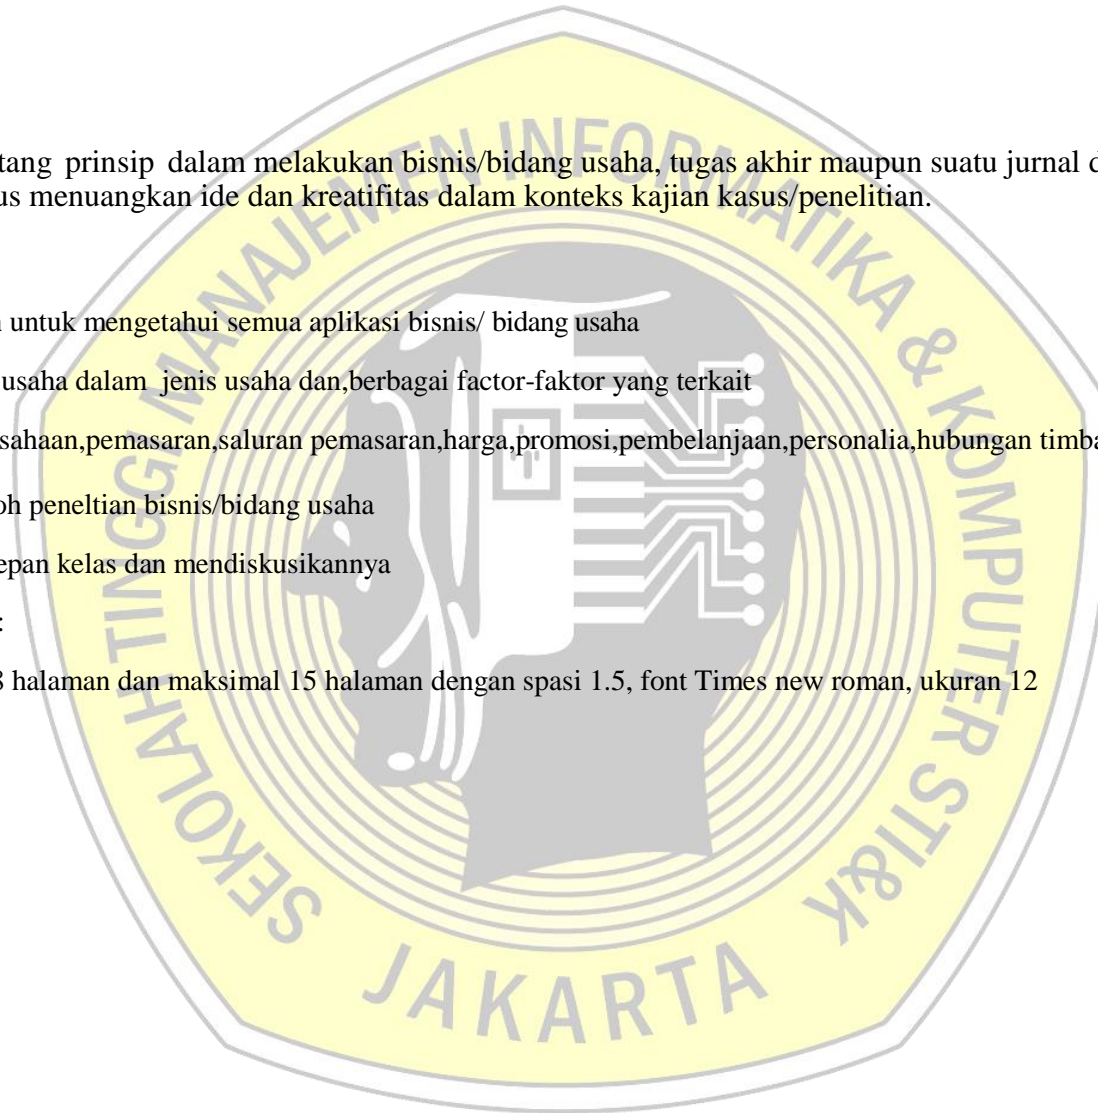 tang prinsip dalam melakukan bisnis/bidang usaha, tugas akhir maupun suatu jurnal d
us menuangkan ide dan kreatifitas dalam konteks kajian kasus/penelitian.
n untuk mengetahui semua aplikasi bisnis/ bidang usaha
usaha dalam jenis usaha dan,berbagai factor-faktor yang terkait
sahaan,pemasaran,saluran pemasaran,harga,promosi,pembelanjaan,personalia,hubungan timba
oh peneltian bisnis/bidang usaha
epan kelas dan mendiskusikannya
:
8 halaman dan maksimal 15 halaman dengan spasi 1.5, font Times new roman, ukuran 12
SEKOLAH TINGGI MANAJEMEN INFORMATIKA & KOMPUTER STI&K
JAKARTA